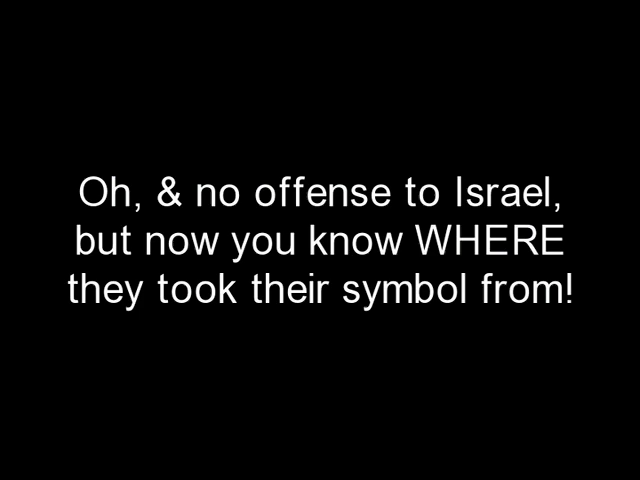 Oh, & no offense to Israel,
but now you know WHERE
they took their symbol from!